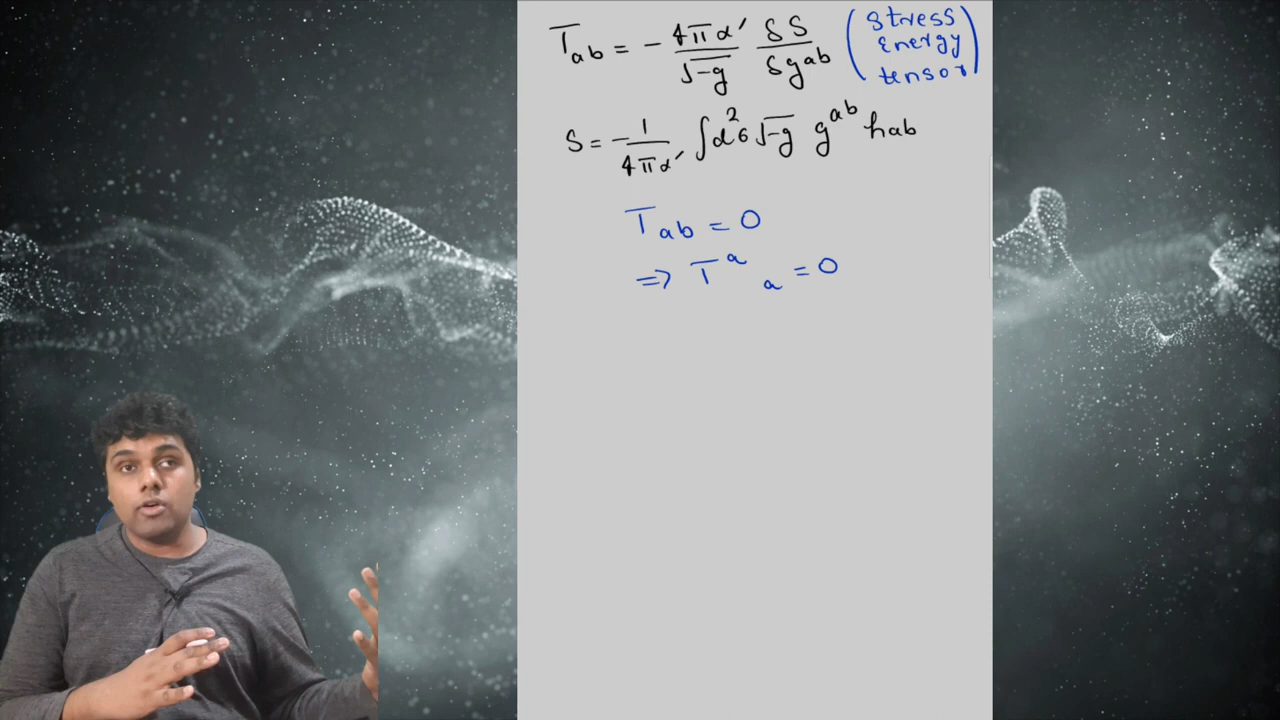 T_ab = - 4πα′/√-g δS/δg^ab (stress energy tensor)
S = -1/4πα′ ∫d²σ √-g g^ab h_ab
T_ab = 0
⇒ T^a_a = 0